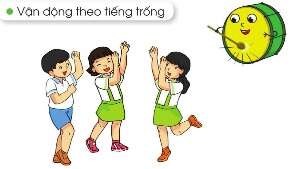 Vận động theo tiếng trống